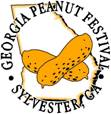 GEORGIA PEANUT FESTIVAL
SYLVESTER, GA